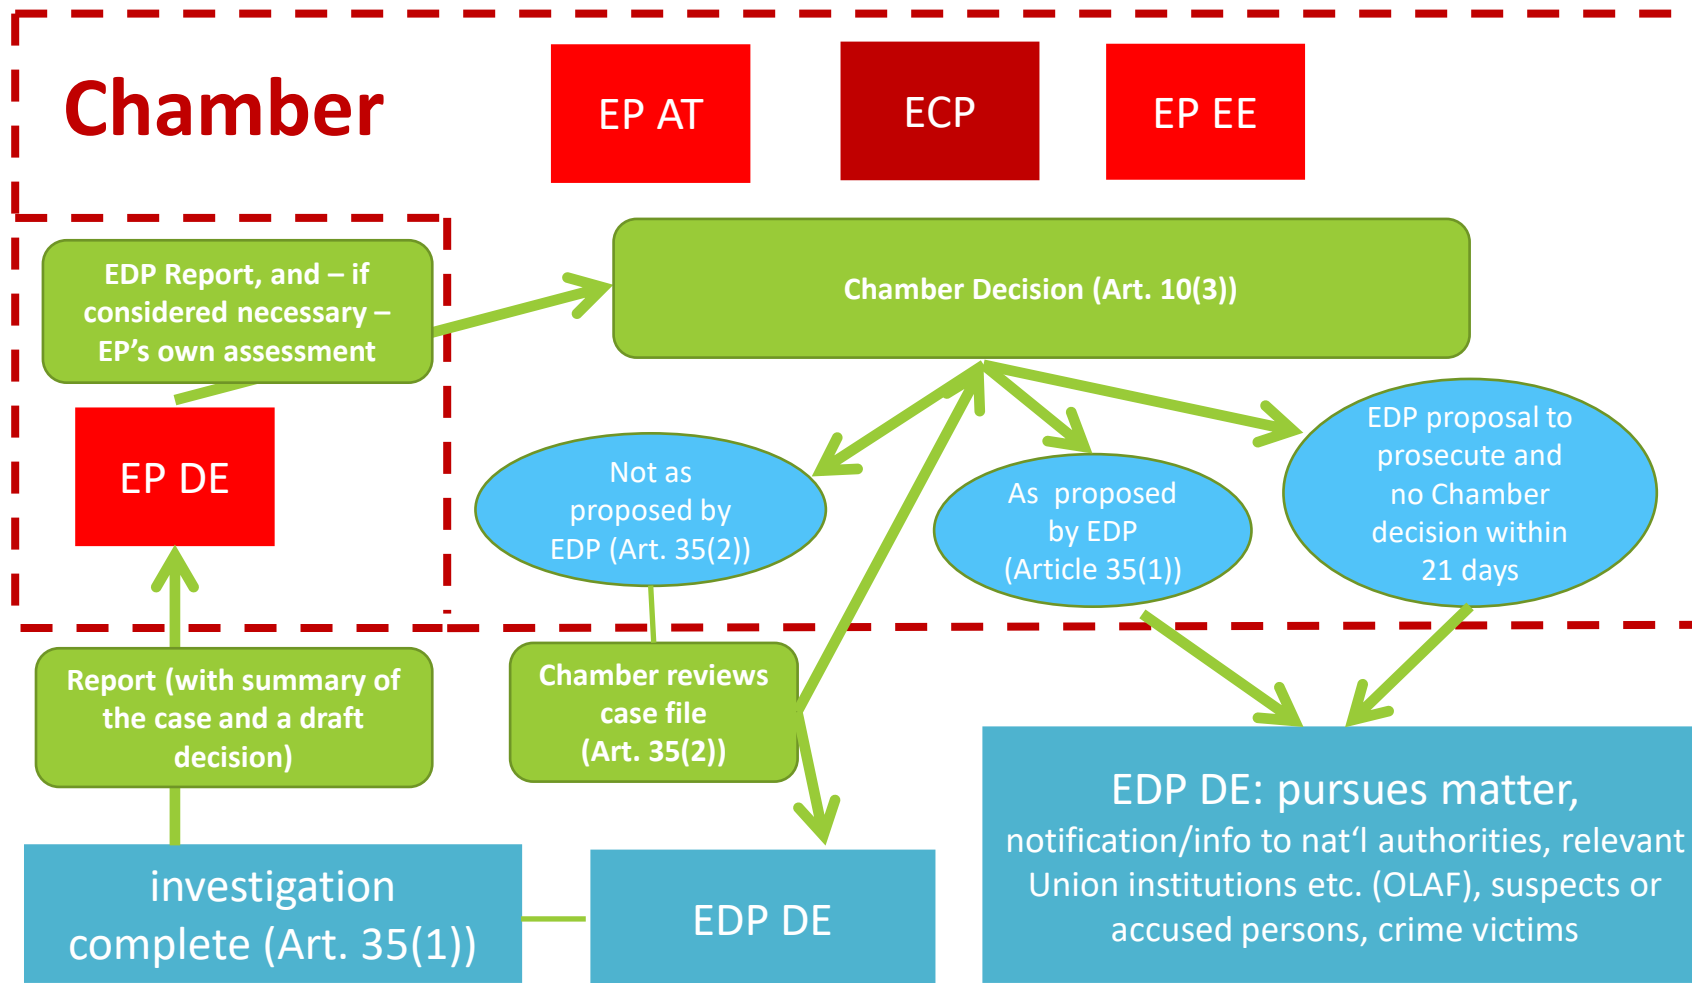 Chamber
EP AT
ECP
EP EE
EDP Report, and – if
considered necessary –
EP’s own assessment
Chamber Decision (Art. 10(3))
EP DE
Not as
proposed by
EDP (Art. 35(2))
As  proposed
by EDP
(Article 35(1))
EDP proposal to
prosecute and
no Chamber
decision within
21 days
Report (with summary of
the case and a draft
decision)
Chamber reviews
case file
(Art. 35(2))
investigation
complete (Art. 35(1))
EDP DE
EDP DE: pursues matter,
notification/info to nat‘l authorities, relevant
Union institutions etc. (OLAF), suspects or
accused persons, crime victims